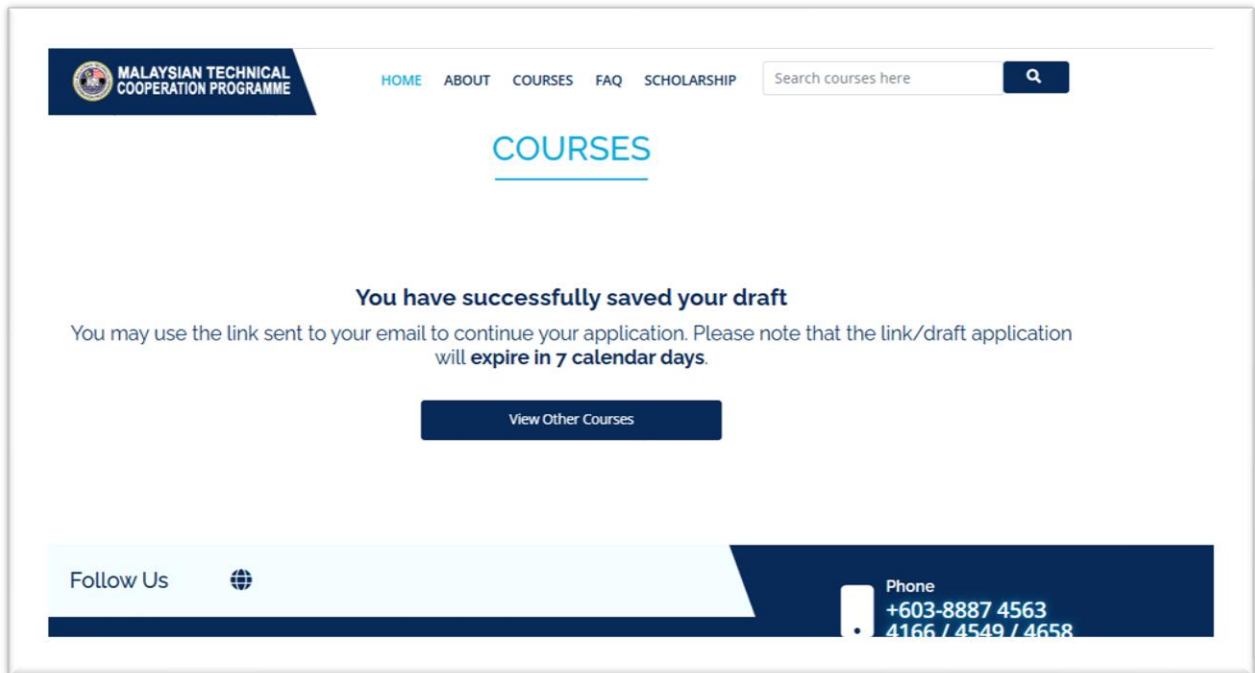 MALAYSIAN TECHNICAL
COOPERATION PROGRAMME
HOME ABOUT COURSES FAQ SCHOLARSHIP Search courses here
COURSES
You have successfully saved your draft
You may use the link sent to your email to continue your application. Please note that the link/draft application
will expire in 7 calendar days.
View Other Courses
Follow Us
Phone
+603-8887 4563
4166 / 4549 / 4658